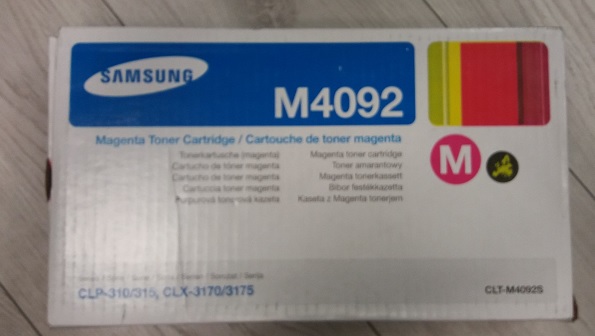 SAMSUNG
M4092
Magenta Toner Cartridge / Cartouche de toner magenta
Tonerkartusche (magenta)
Cartucho de tóner magenta
Cartucho de toner magenta
Cartuccia toner magenta
Purpurová tonerová kazeta
Magenta toner cartridge
Toner amarantowy
Magenta tonerkassett
Bíbor festékkazetta
Kaseta z Magenta tonerjem
M
CLP-310/315, CLX-3170/3175
CLT-M4092S